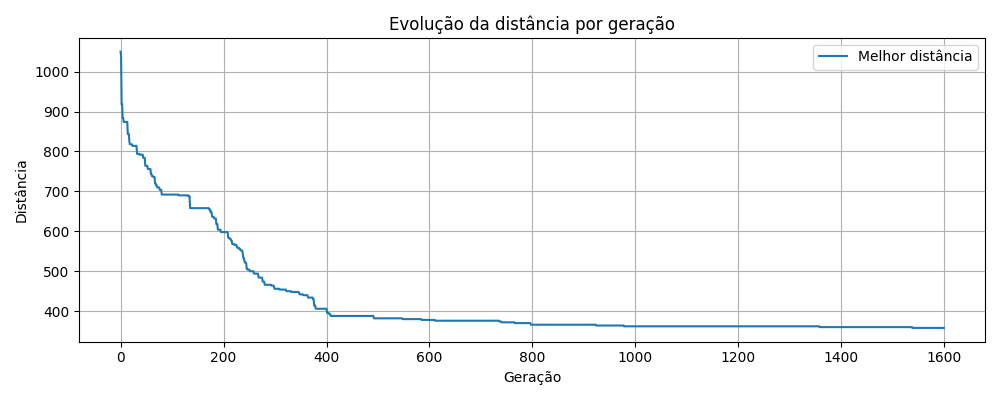 Evolução da distância por geração
Melhor distância
Distância
1000
900
800
700
600
500
400
0 200 400 600 800 1000 1200 1400 1600
Geração